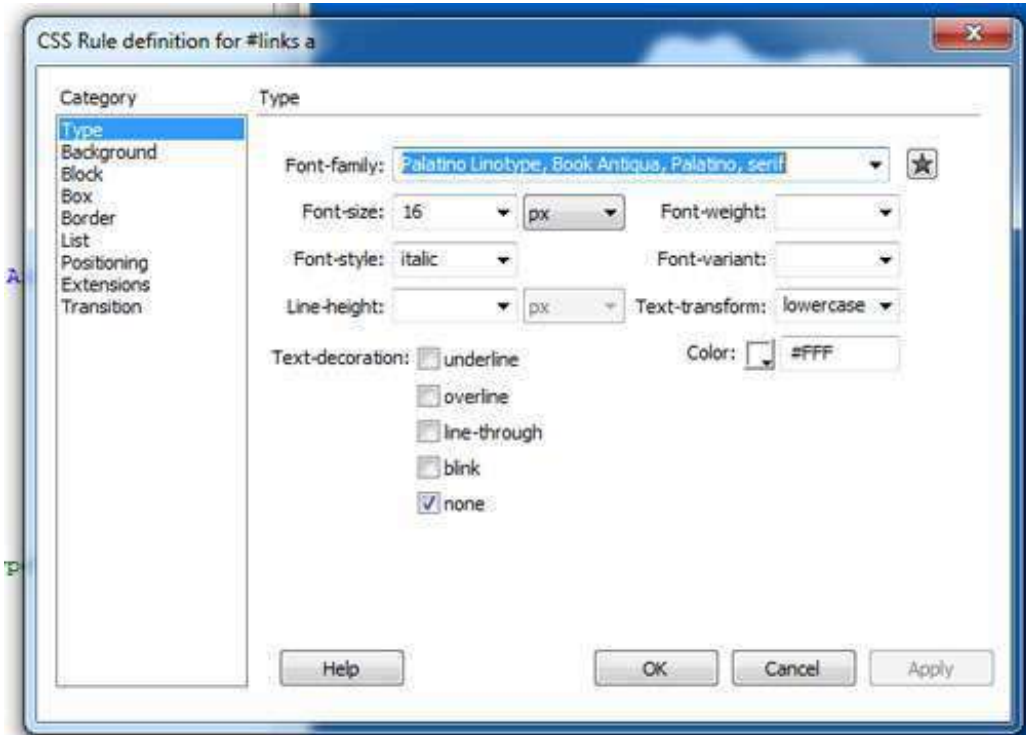 CSS Rule definition for #links a
Category
Type
Type
Background
Block
Box
Border
List
Positioning
Extensions
Transition
Font-family: Palatino Linotype, Book Antiqua, Palatino, serif
Font-size: 16 px Font-weight:
Font-style: italic Font-variant:
Line-height: px Text-transform: lowercase
Text-decoration: underline Color: #FFF
overline
line-through
blink
none
Help OK Cancel Apply